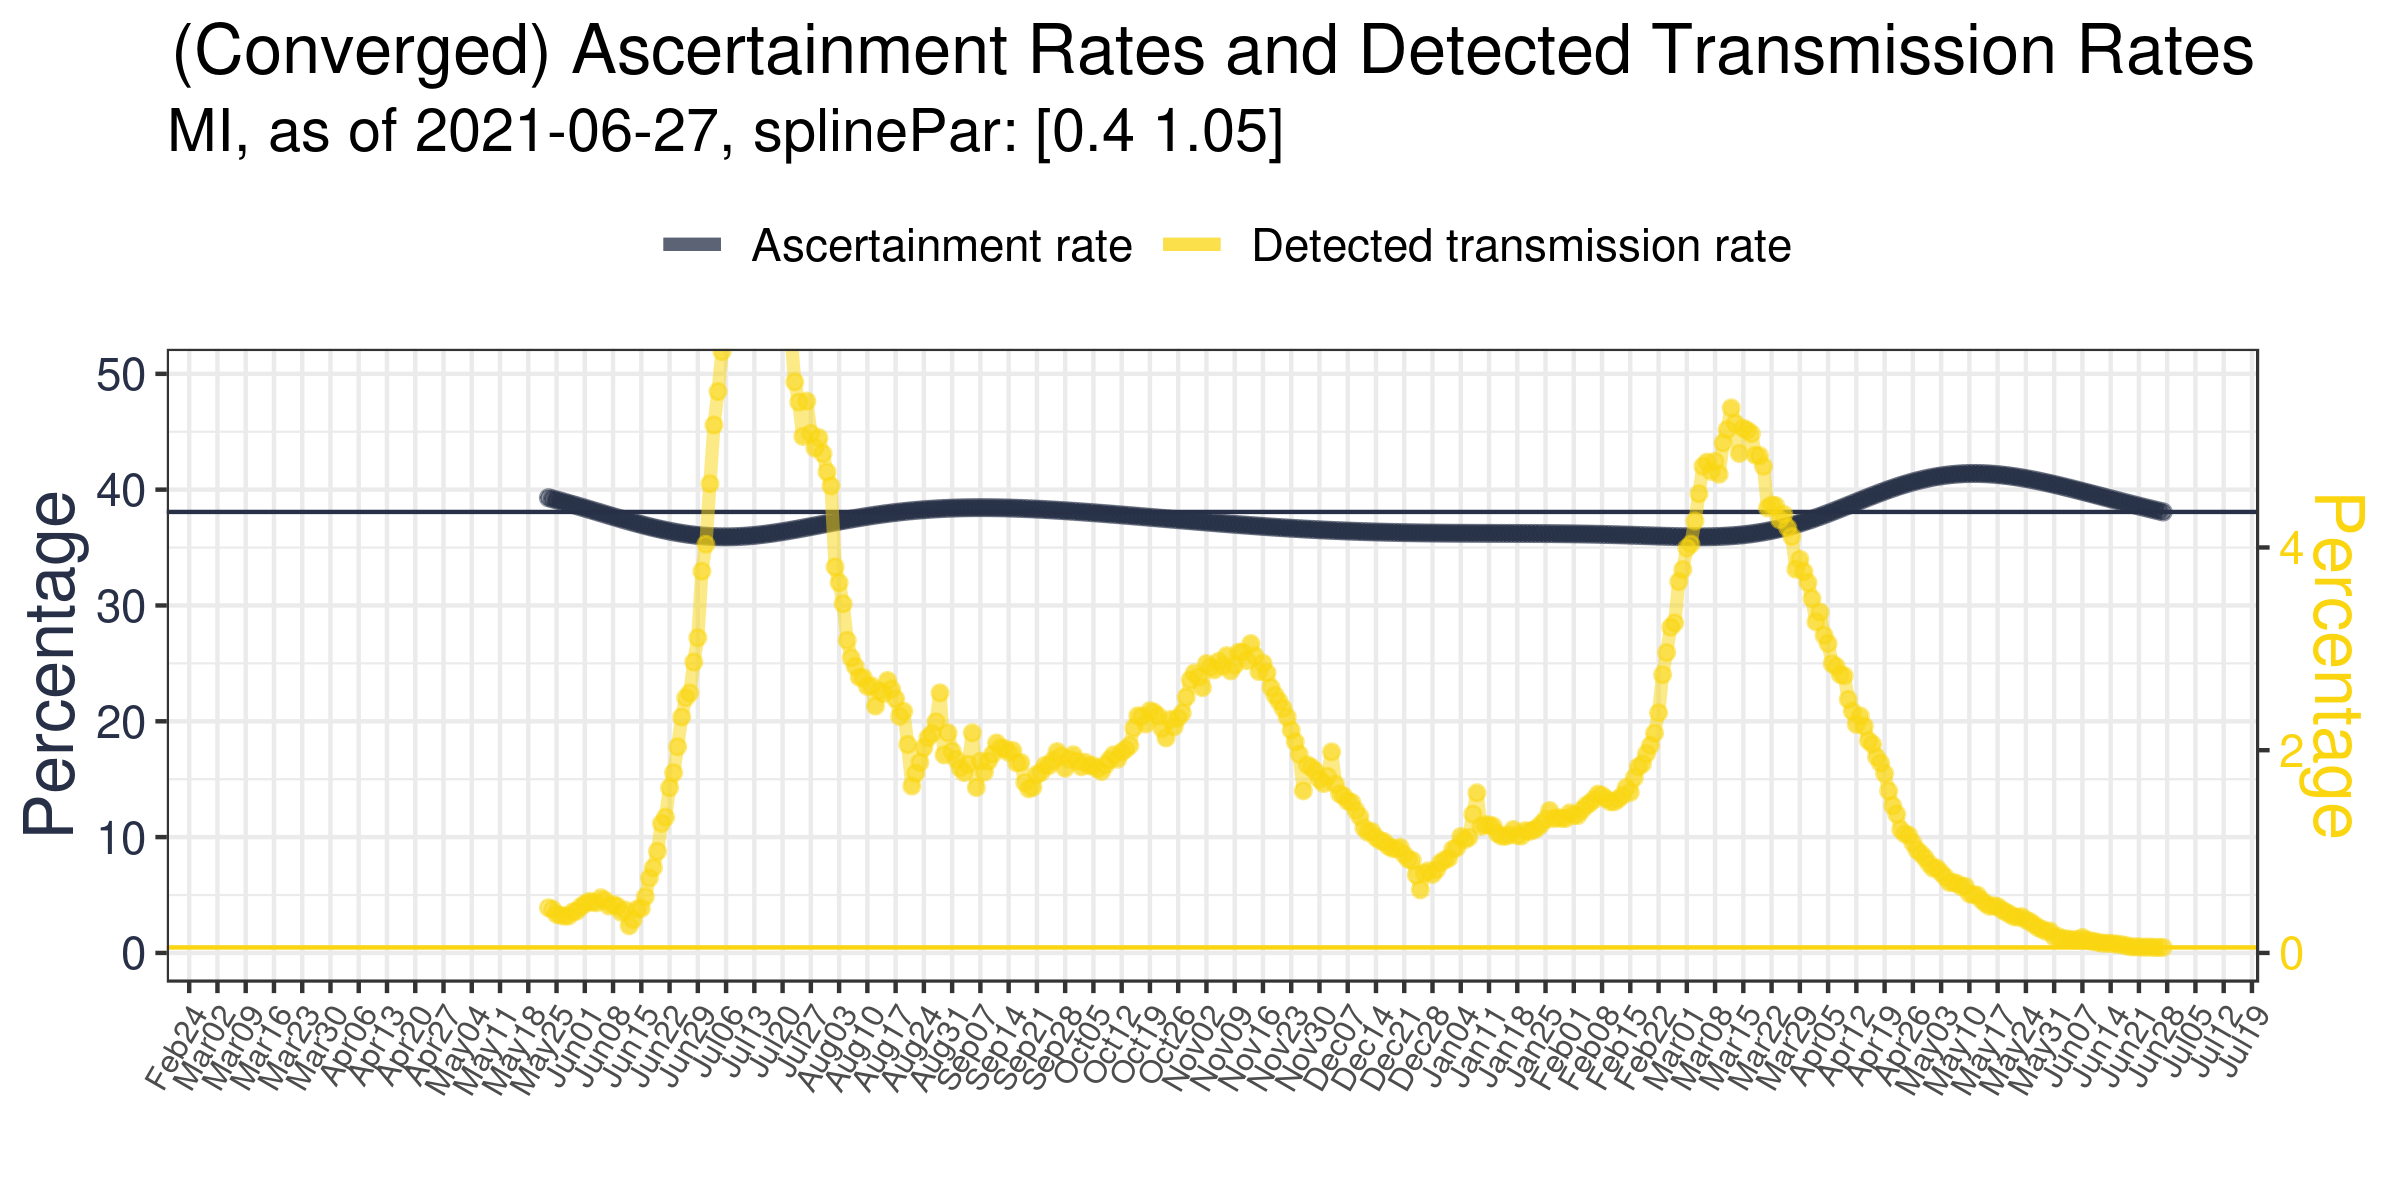 (Converged) Ascertainment Rates and Detected Transmission Rates
MI, as of 2021-06-27, splinePar: [0.4 1.05]
Ascertainment rate
Detected transmission rate
50
40
30
20
10
0
Percentage
4
2
0
Percentage
Feb24
Mar02
Mar09
Mar16
Mar23
Mar30
Apr06
Apr13
Apr20
Apr27
May04
May11
May18
May25
Jun01
Jun08
Jun15
Jun22
Jun29
Jul06
Jul13
Jul20
Jul27
Aug03
Aug10
Aug17
Aug24
Aug31
Sep07
Sep14
Sep21
Sep28
Oct05
Oct12
Oct19
Oct26
Nov02
Nov09
Nov16
Nov23
Nov30
Dec07
Dec14
Dec21
Dec28
Jan04
Jan11
Jan18
Jan25
Feb01
Feb08
Feb15
Feb22
Mar01
Mar08
Mar15
Mar22
Mar29
Apr05
Apr12
Apr19
Apr26
May03
May10
May17
May24
May31
Jun07
Jun14
Jun21
Jun28
Jul05
Jul12
Jul19